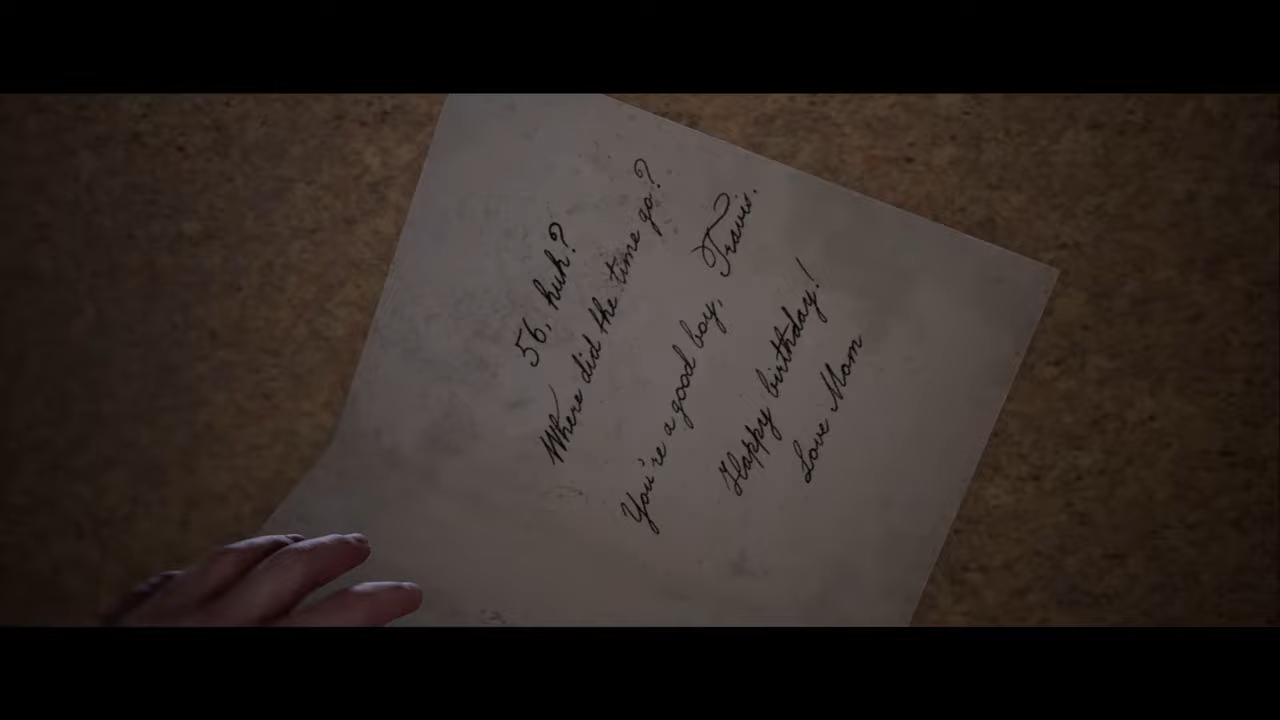 56, huh?
Where did the time go?
You're a good boy, Travis.
Happy birthday!
Love Mom